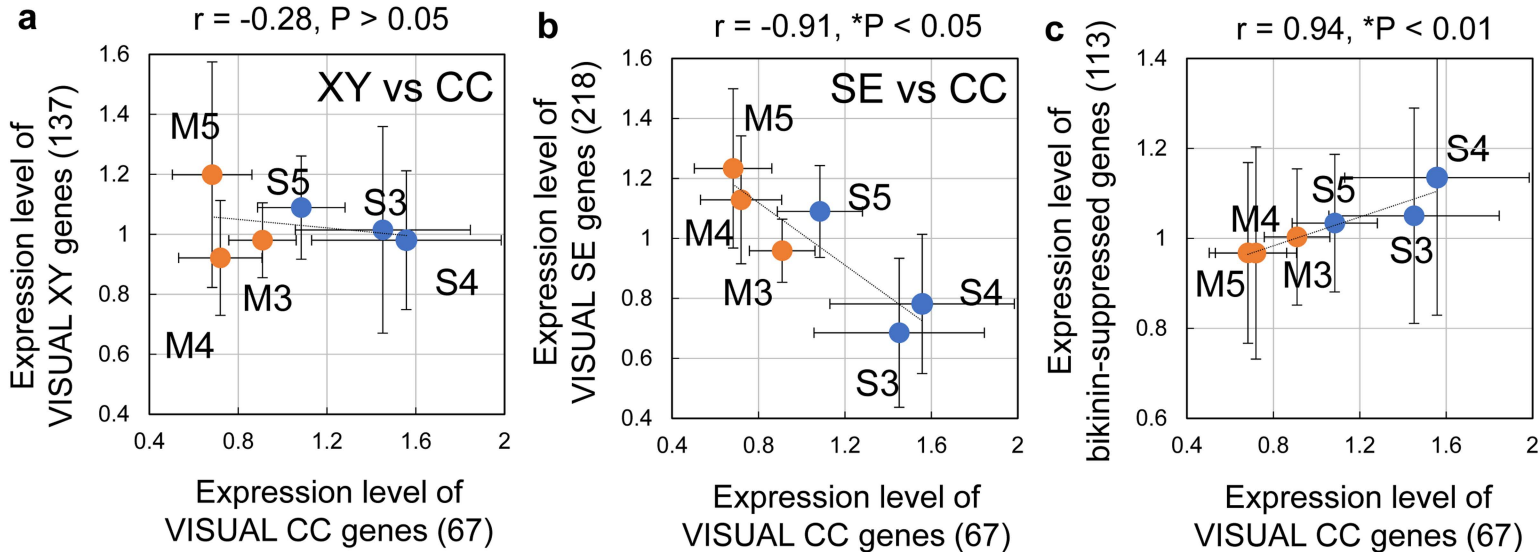 a
r = -0.28, P > 0.05
Expression level of
VISUAL XY genes (137)
1.6
1.4
1.2
1
0.8
0.6
0.4
XY vs CC
M5
S5
S3
M3
S4
M4
0.4
0.8
1.2
1.6
2
Expression level of
VISUAL CC genes (67)
b
r = -0.91, *P < 0.05
Expression level of
VISUAL SE genes (218)
1.6
1.4
1.2
1
0.8
0.6
0.4
SE vs CC
M5
S5
M4
M3
S4
S3
0.4
0.8
1.2
1.6
2
Expression level of
VISUAL CC genes (67)
c
r = 0.94, *P < 0.01
Expression level of
bikinin-suppressed genes (113)
1.4
1.2
1
0.8
0.6
S4
S5
M4
S3
M5
M3
0.4
0.8
1.2
1.6
2
Expression level of
VISUAL CC genes (67)